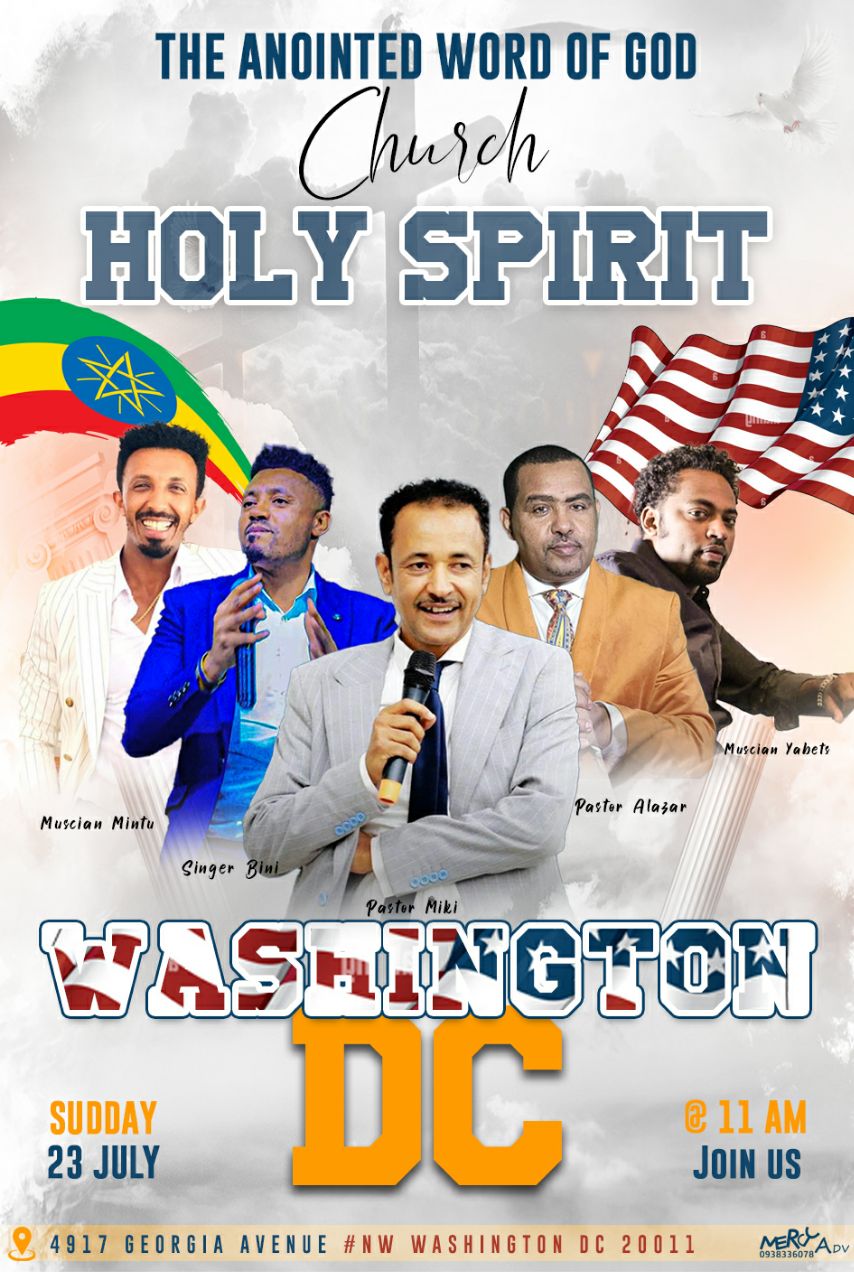 THE ANOINTED WORD OF GOD
Church
HOLY SPIRIT
Muscian Yabets
Pastor Alazar
Muscian Mintu
Singer Bini
Pastor Miki
WASHINGTON
DC
SUDDAY
23 JULY
@ 11 AM
JOIN US
4917 GEORGIA AVENUE #NW WASHINGTON DC 20011
MERCY ADV
0938336078